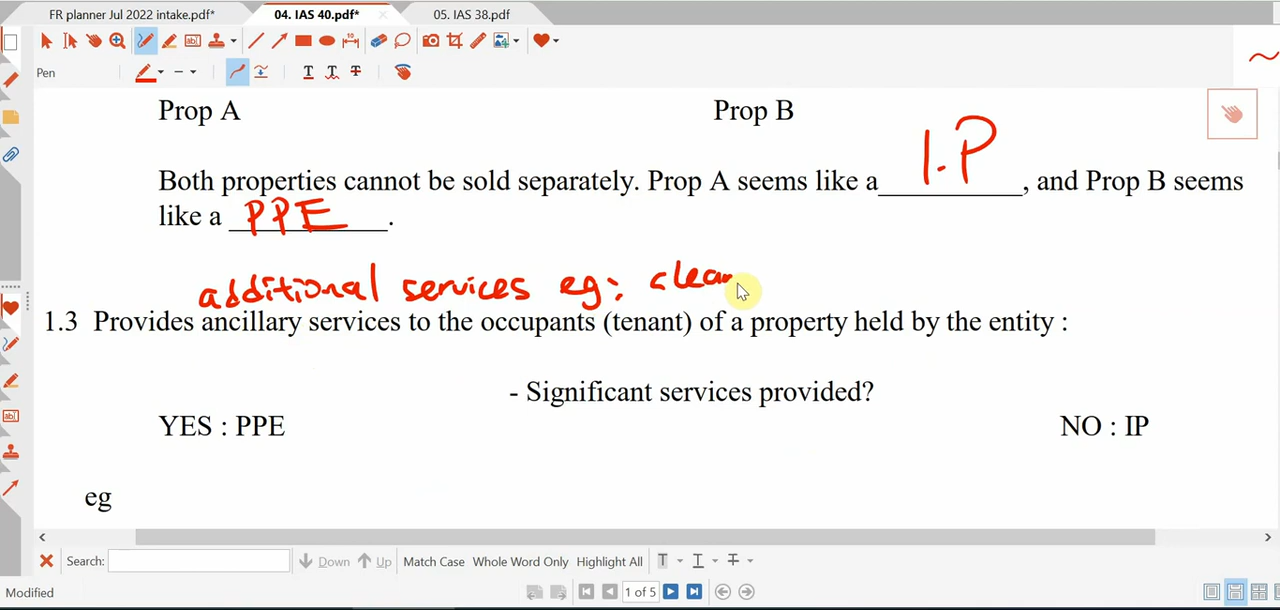 FR planner Jul 2022 intake.pdf* 04. IAS 40.pdf* 05. IAS 38.pdf
Pen
Prop A Prop B
Both properties cannot be sold separately. Prop A seems like a I.P, and Prop B seems
like a PPE.
additional services eg: clean
1.3 Provides ancillary services to the occupants (tenant) of a property held by the entity :
- Significant services provided?
YES : PPE NO : IP
eg
Search: Down Up Match Case Whole Word Only Highlight All
Modified 1 of 5